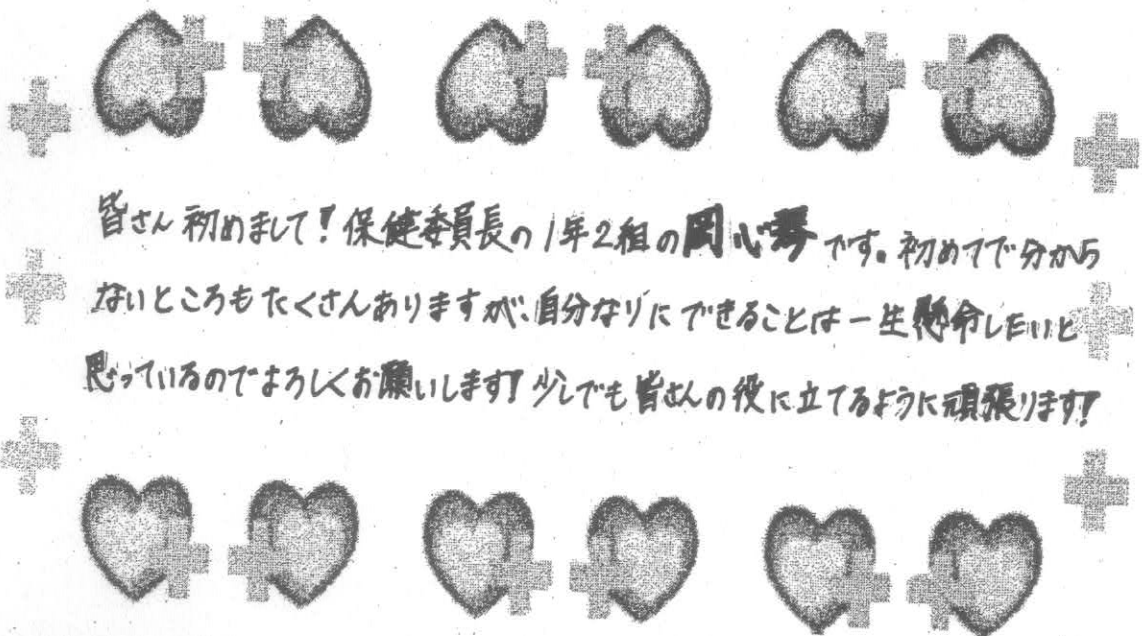 皆さん初めまして!保健委員長の1年2組の岡心琴です。初めてで分から
ないところもたくさんありますが、自分なりにできることは一生懸命したいと
思っているのでよろしくお願いします!少しでも皆さんの役に立てるように頑張ります!